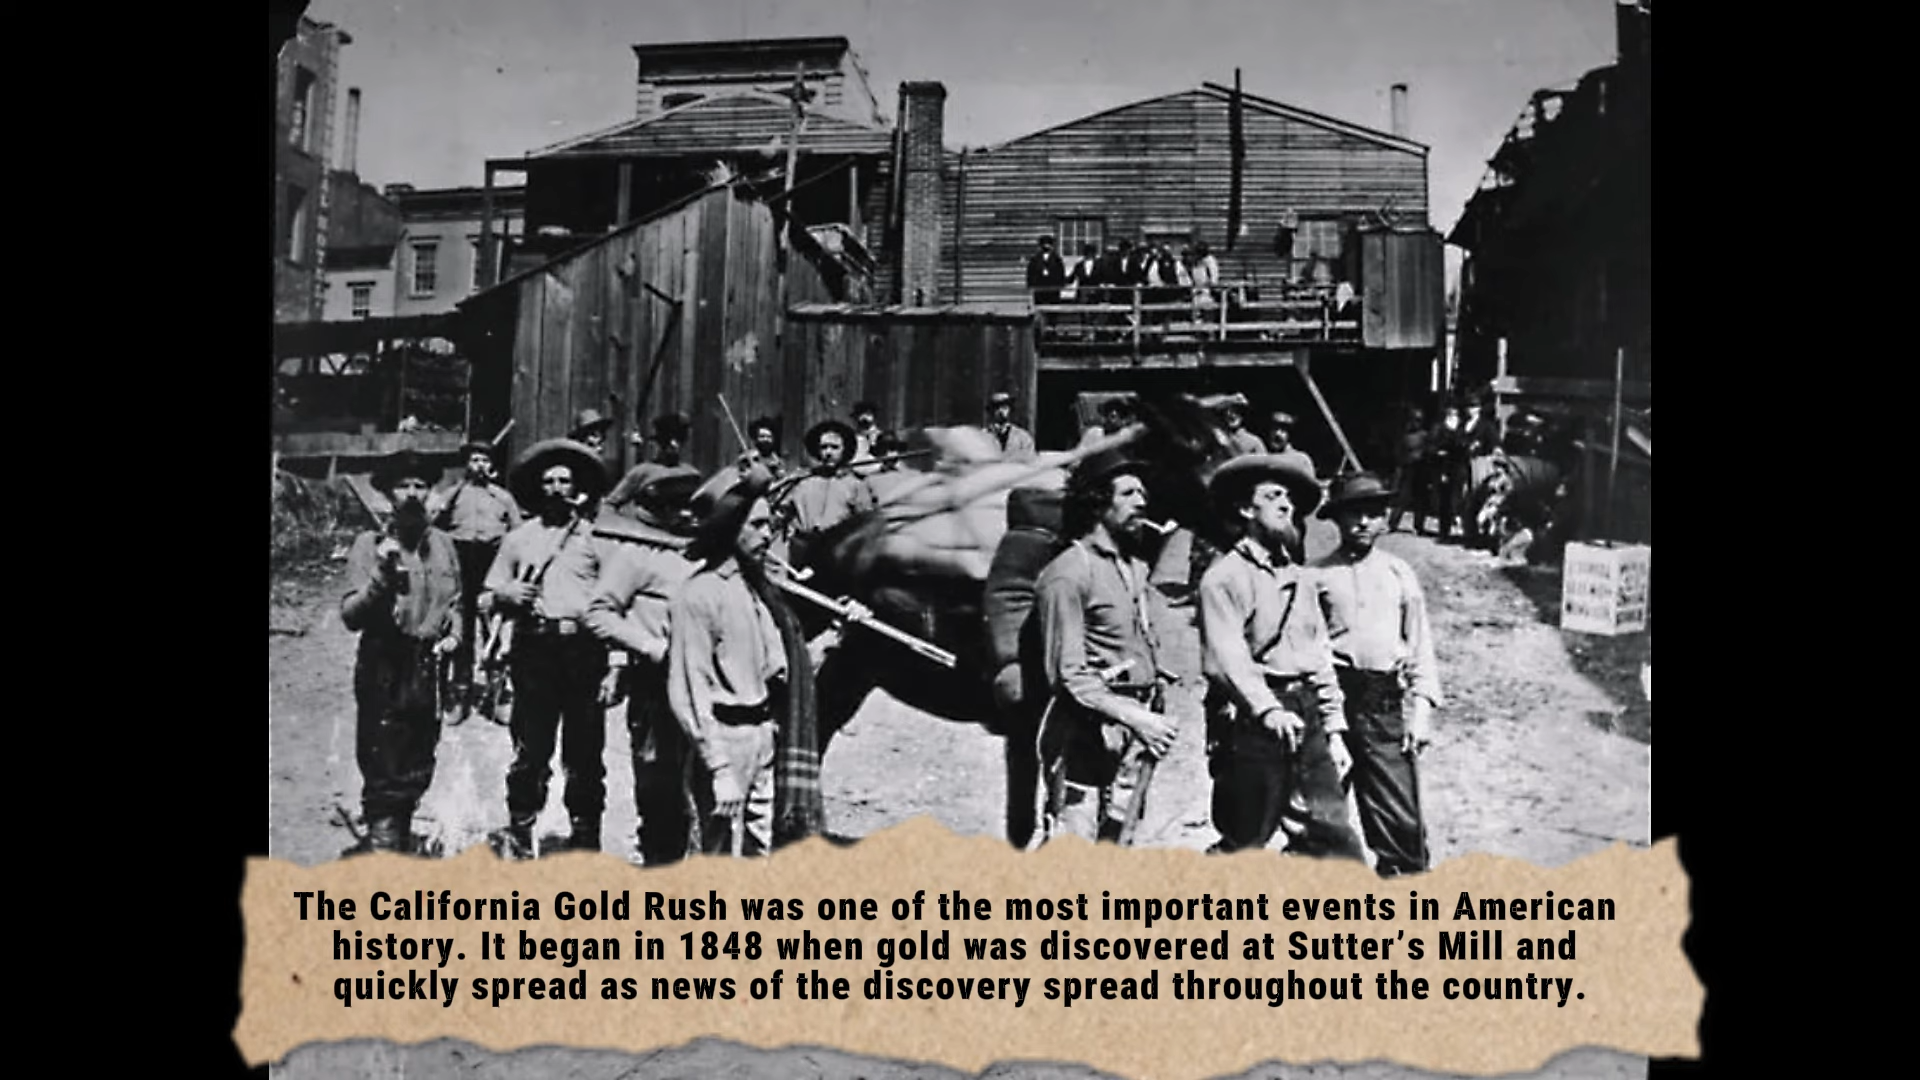 The California Gold Rush was one of the most important events in American
history. It began in 1848 when gold was discovered at Sutter’s Mill and
quickly spread as news of the discovery spread throughout the country.